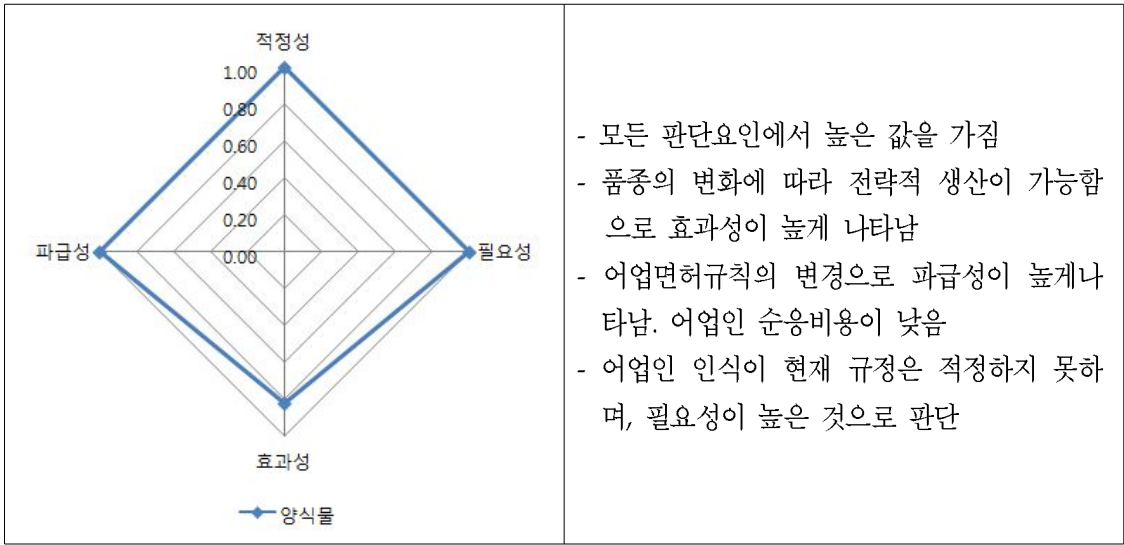 적정성
1.00
0.80
0.60
0.40
0.20
0.00
파급성
필요성
효과성
양식물
- 모든 판단요인에서 높은 값을 가짐
- 품종의 변화에 따라 전략적 생산이 가능함
으로 효과성이 높게 나타남
- 어업면허규칙의 변경으로 파급성이 높게나
타남. 어업인 순응비용이 낮음
- 어업인 인식이 현재 규정은 적정하지 못하
며, 필요성이 높은 것으로 판단